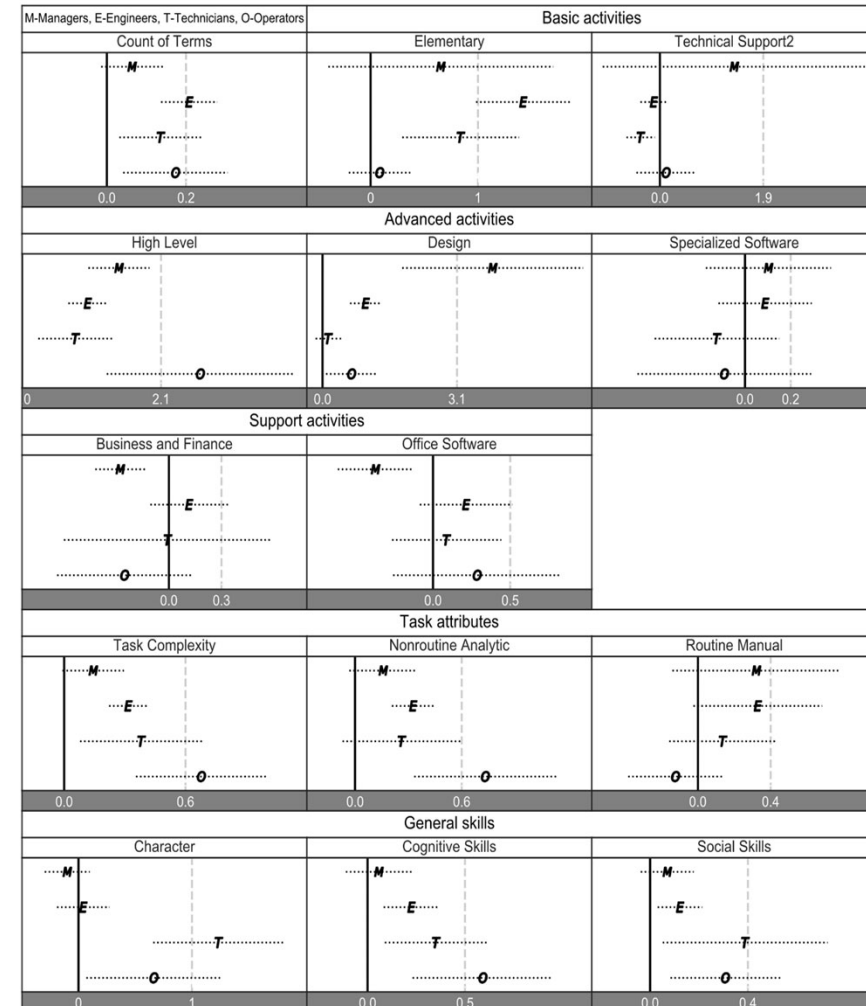 M-Managers, E-Engineers, T-Technicians, O-Operators Basic activities
Count of Terms Elementary Technical Support2
M M M
E E E
T T T
O O O
0.0 0.2 0 1 0.0 1.9
Advanced activities
High Level Design Specialized Software
M M M
E E E
T T T
O O O
0 2.1 0.0 3.1 0.0 0.2
Support activities
Business and Finance Office Software
M M
E E
T T
O O
0.0 0.3 0.0 0.5
Task attributes
Task Complexity Nonroutine Analytic Routine Manual
M M M
E E E
T T T
O O O
0.0 0.6 0.0 0.6 0.0 0.4
General skills
Character Cognitive Skills Social Skills
M M M
E E E
T T T
O O O
0 1 0.0 0.5 0.0 0.4